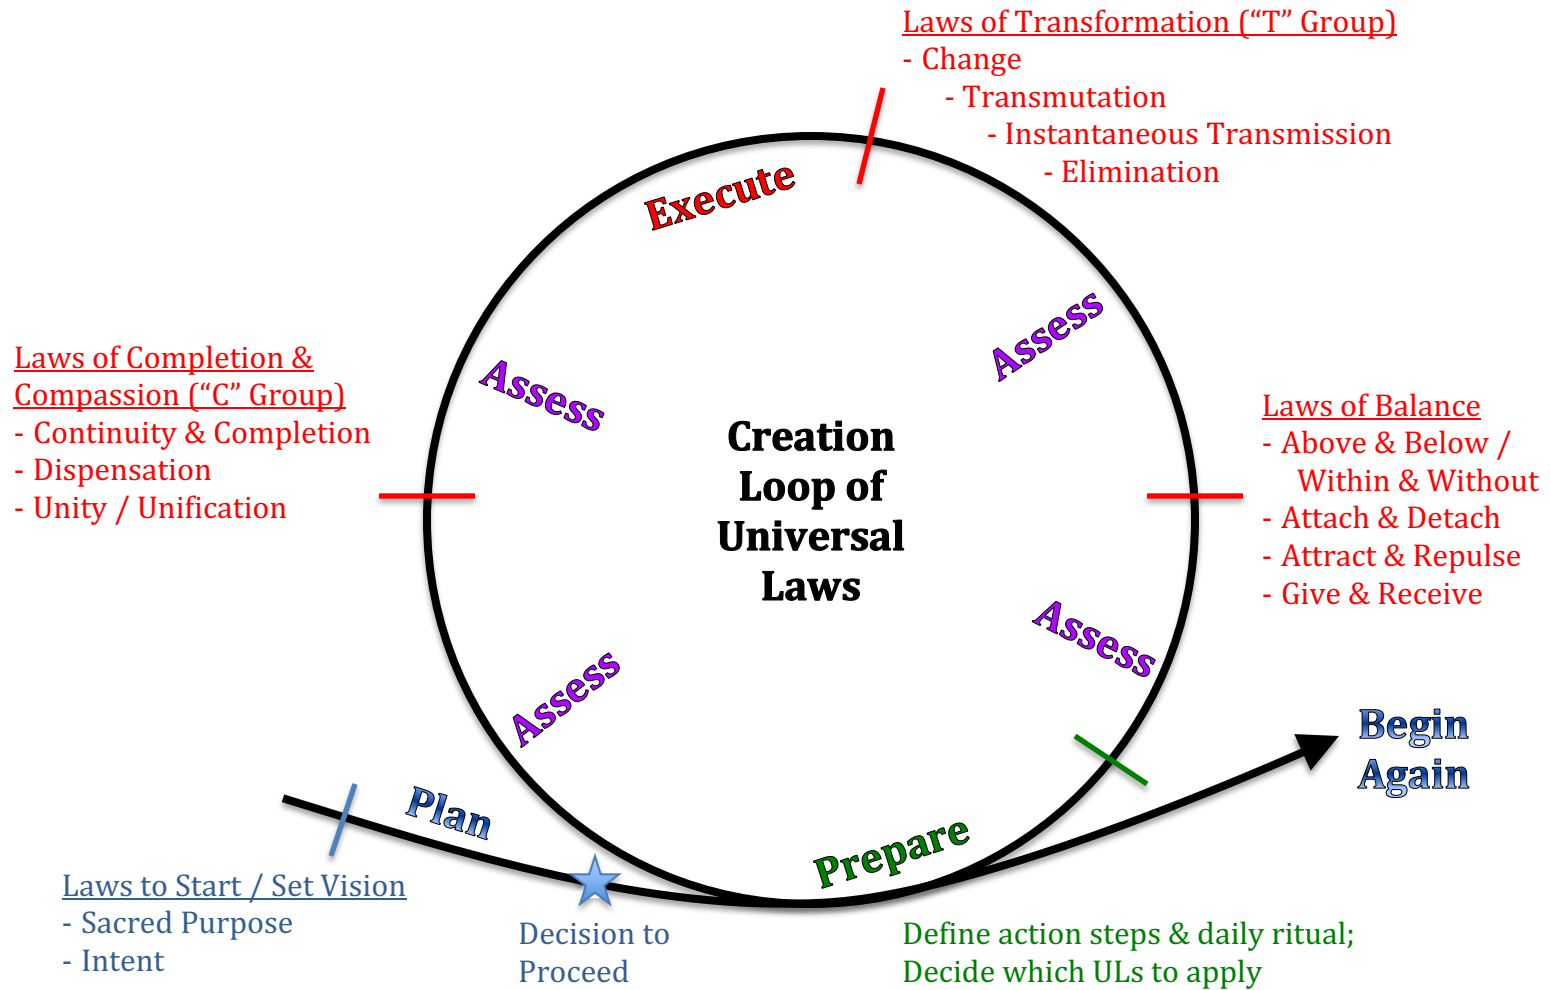 Laws of Transformation (“T” Group)
- Change
- Transmutation
- Instantaneous Transmission
- Elimination
Execute
Assess
Assess
Laws of Completion &
Compassion (“C” Group)
- Continuity & Completion
- Dispensation
- Unity / Unification
Creation
Loop of
Universal
Laws
Laws of Balance
- Above & Below /
Within & Without
- Attach & Detach
- Attract & Repulse
- Give & Receive
Assess
Assess
Begin
Again
Plan
Prepare
Laws to Start / Set Vision
- Sacred Purpose
- Intent
Decision to
Proceed
Define action steps & daily ritual;
Decide which ULs to apply